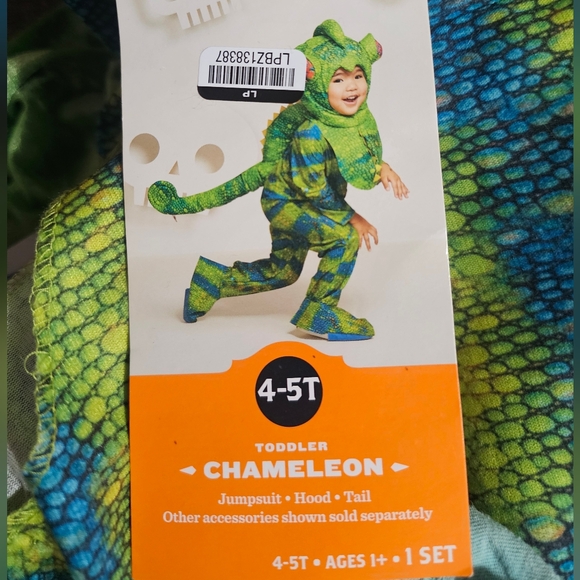 LP
LPBZ138387
4-5T
TODDLER
CHAMELEON
Jumpsuit • Hood • Tail
Other accessories shown sold separately
4-5T • AGES 1+ • 1 SET